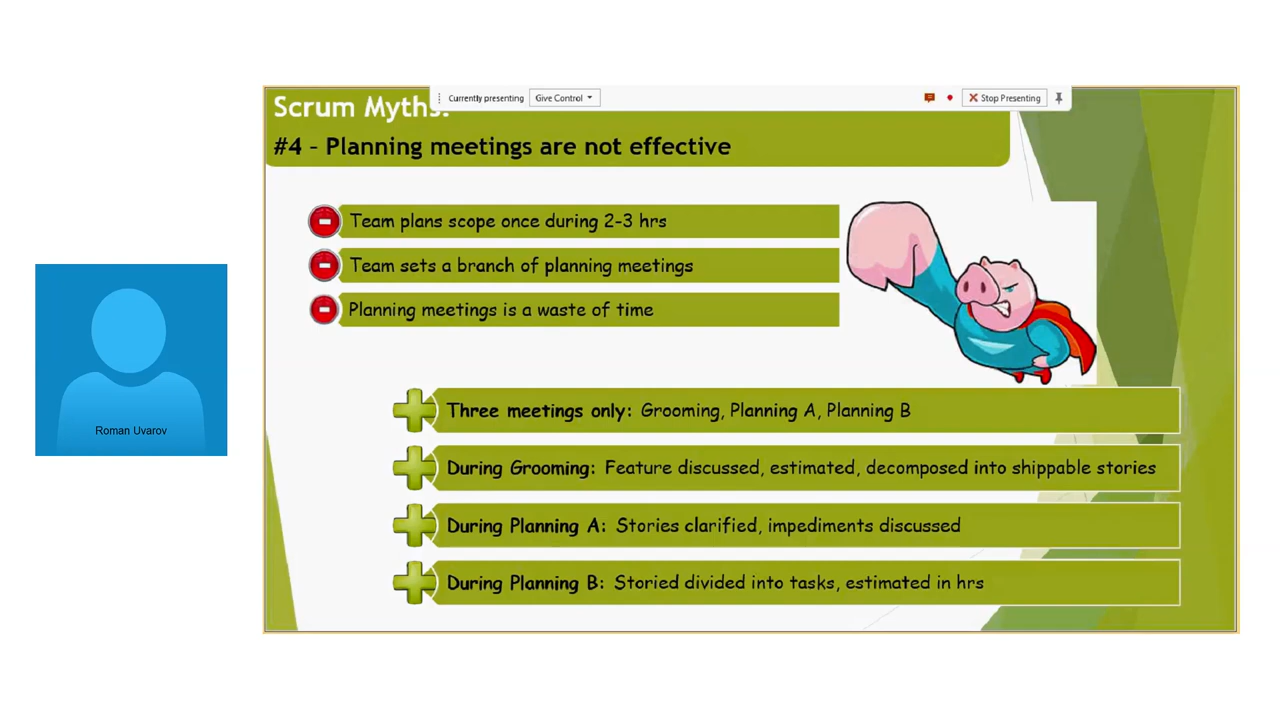 Currently presenting Give Control Stop Presenting
Scrum Myths:
#4 - Planning meetings are not effective
Team plans scope once during 2-3 hrs
Team sets a branch of planning meetings
Planning meetings is a waste of time
Three meetings only: Grooming, Planning A, Planning B
During Grooming: Feature discussed, estimated, decomposed into shippable stories
During Planning A: Stories clarified, impediments discussed
During Planning B: Storied divided into tasks, estimated in hrs
Roman Uvarov